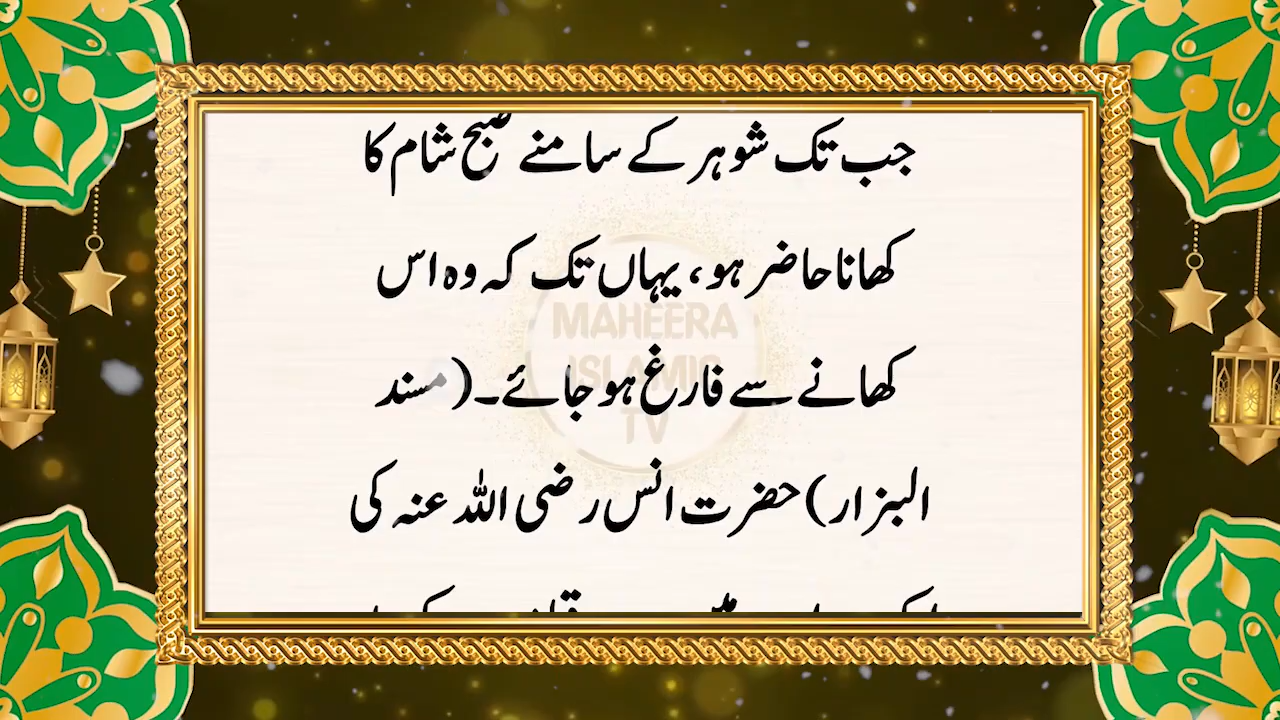 جب تک شوہر کے سامنے صبح شام کا
کھانا حاضر ہو، یہاں تک کہ وہ اس
کھانے سے فارغ ہو جائے۔(مسند
البزار) حضرت انس رضی اللہ عنہ کی
MAHEERA
ISLAMIC
TV